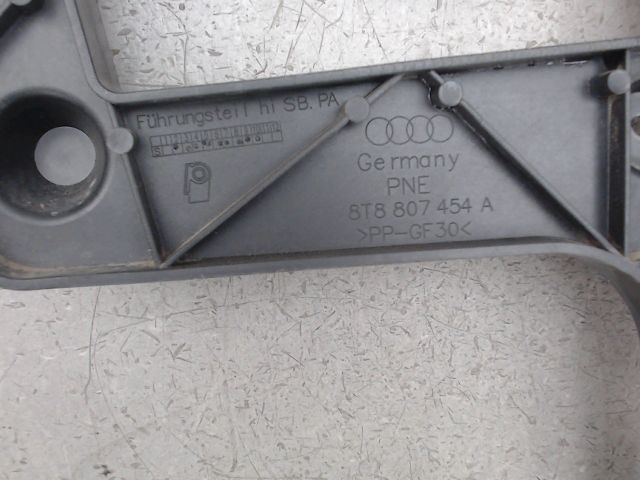 Führungsteil hi SB. PA
Germany
PNE
8T8 807 454 A
>PP-GF30<